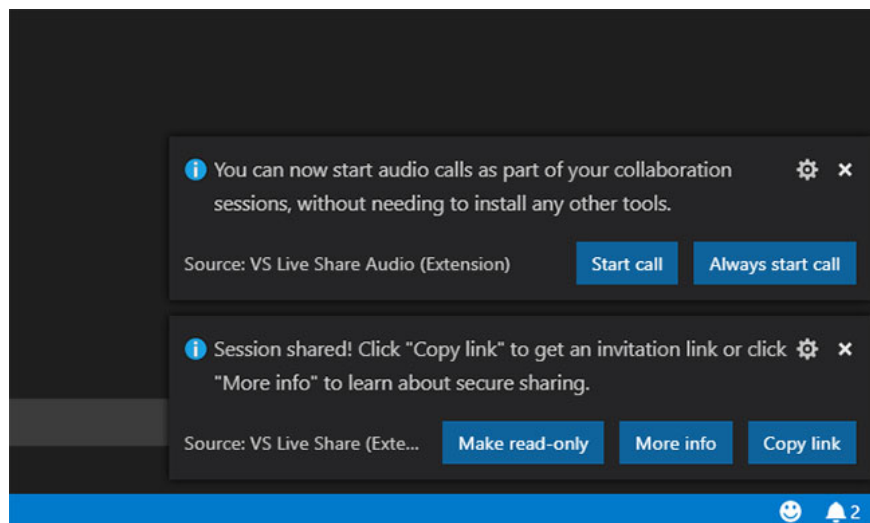 You can now start audio calls as part of your collaboration
sessions, without needing to install any other tools.
Source: VS Live Share Audio (Extension)
Start call
Always start call
Session shared! Click "Copy link" to get an invitation link or click
"More info" to learn about secure sharing.
Source: VS Live Share (Exte...
Make read-only
More info
Copy link
2